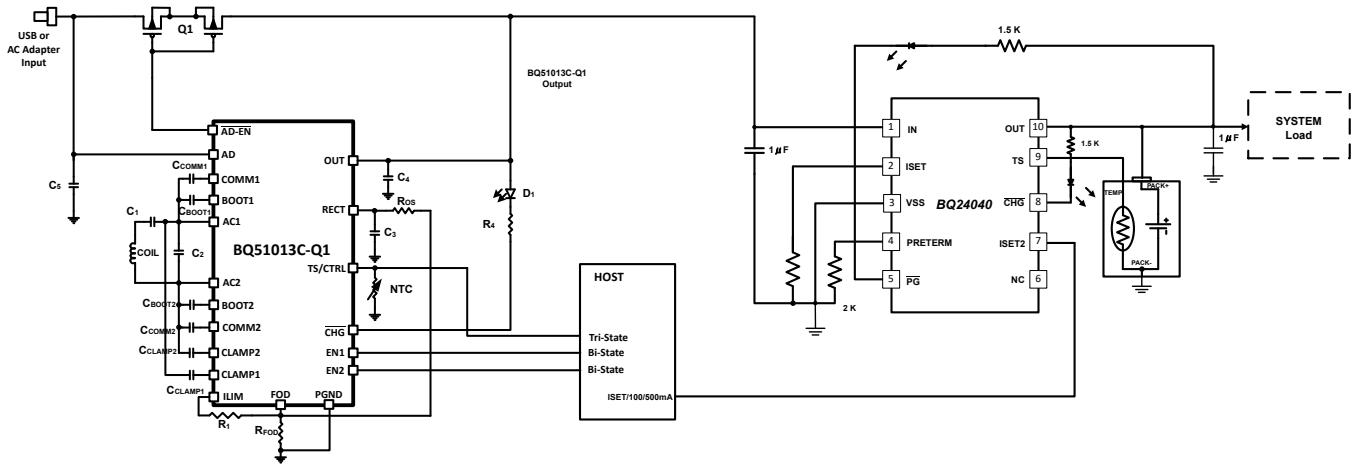 USB or
AC Adapter
Input
Q1
BQ51013C-Q1
Output
1.5 K
AD-EN
AD
COMM1
BOOT1
AC1
AC2
BOOT2
COMM2
CLAMP2
CLAMP1
ILIM
FOD
PGND
OUT
RECT
TS/CTRL
CHG
EN1
EN2
BQ51013C-Q1
C5
CCOMM1
CBOOT1
C1
COIL
C2
CBOOT2
CCOMM2
CCLAMP2
CCLAMP1
R1
RFOD
C4
ROS
C3
NTC
D1
R4
HOST
Tri-State
Bi-State
Bi-State
ISET/100/500mA
1 µF
1 IN
2 ISET
3 VSS
4 PRETERM
5 PG
2 K
BQ24040
OUT 10
TS 9
CHG 8
ISET2 7
NC 6
1.5 K
TEMP
PACK+
PACK-
1 µF
SYSTEM
Load